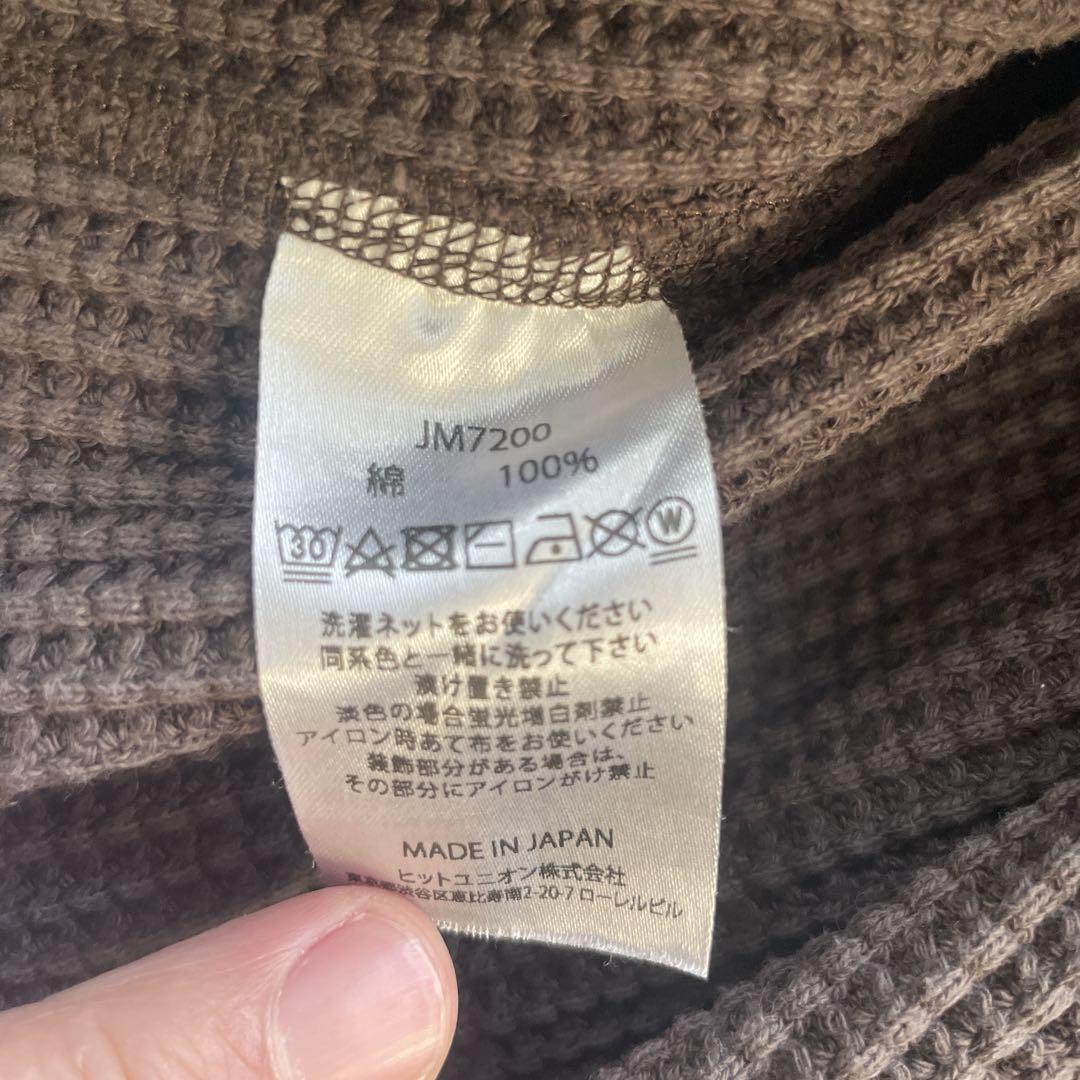 JM7200
綿 100%
30 W
洗濯ネットをお使いください
同系色と一緒に洗って下さい
漬け置き禁止
淡色の場合蛍光増白剤禁止
アイロン時あて布をお使いください
装飾部分がある場合は、
その部分にアイロンがけ禁止
MADE IN JAPAN
ヒットユニオン株式会社
東京都渋谷区恵比寿南2-20-7 ローレルビル